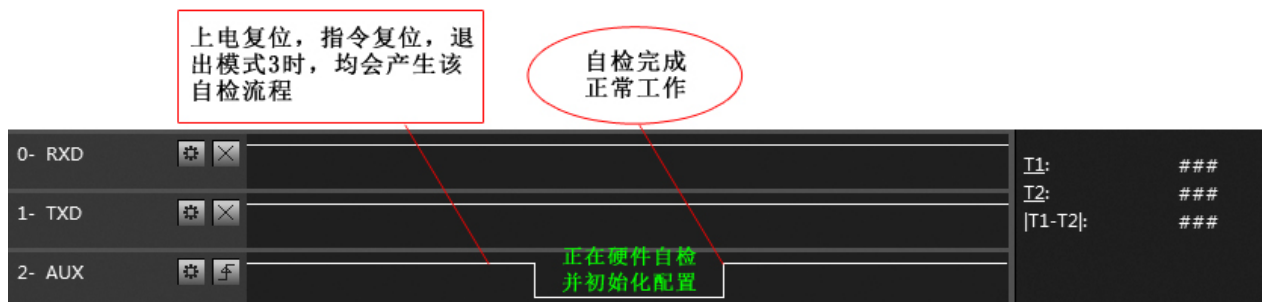 上电复位，指令复位，退
出模式3时，均会产生该
自检流程
自检完成
正常工作
0- RXD
1- TXD
2- AUX
正在硬件自检
并初始化配置
T1: ###
T2: ###
|T1-T2|: ###